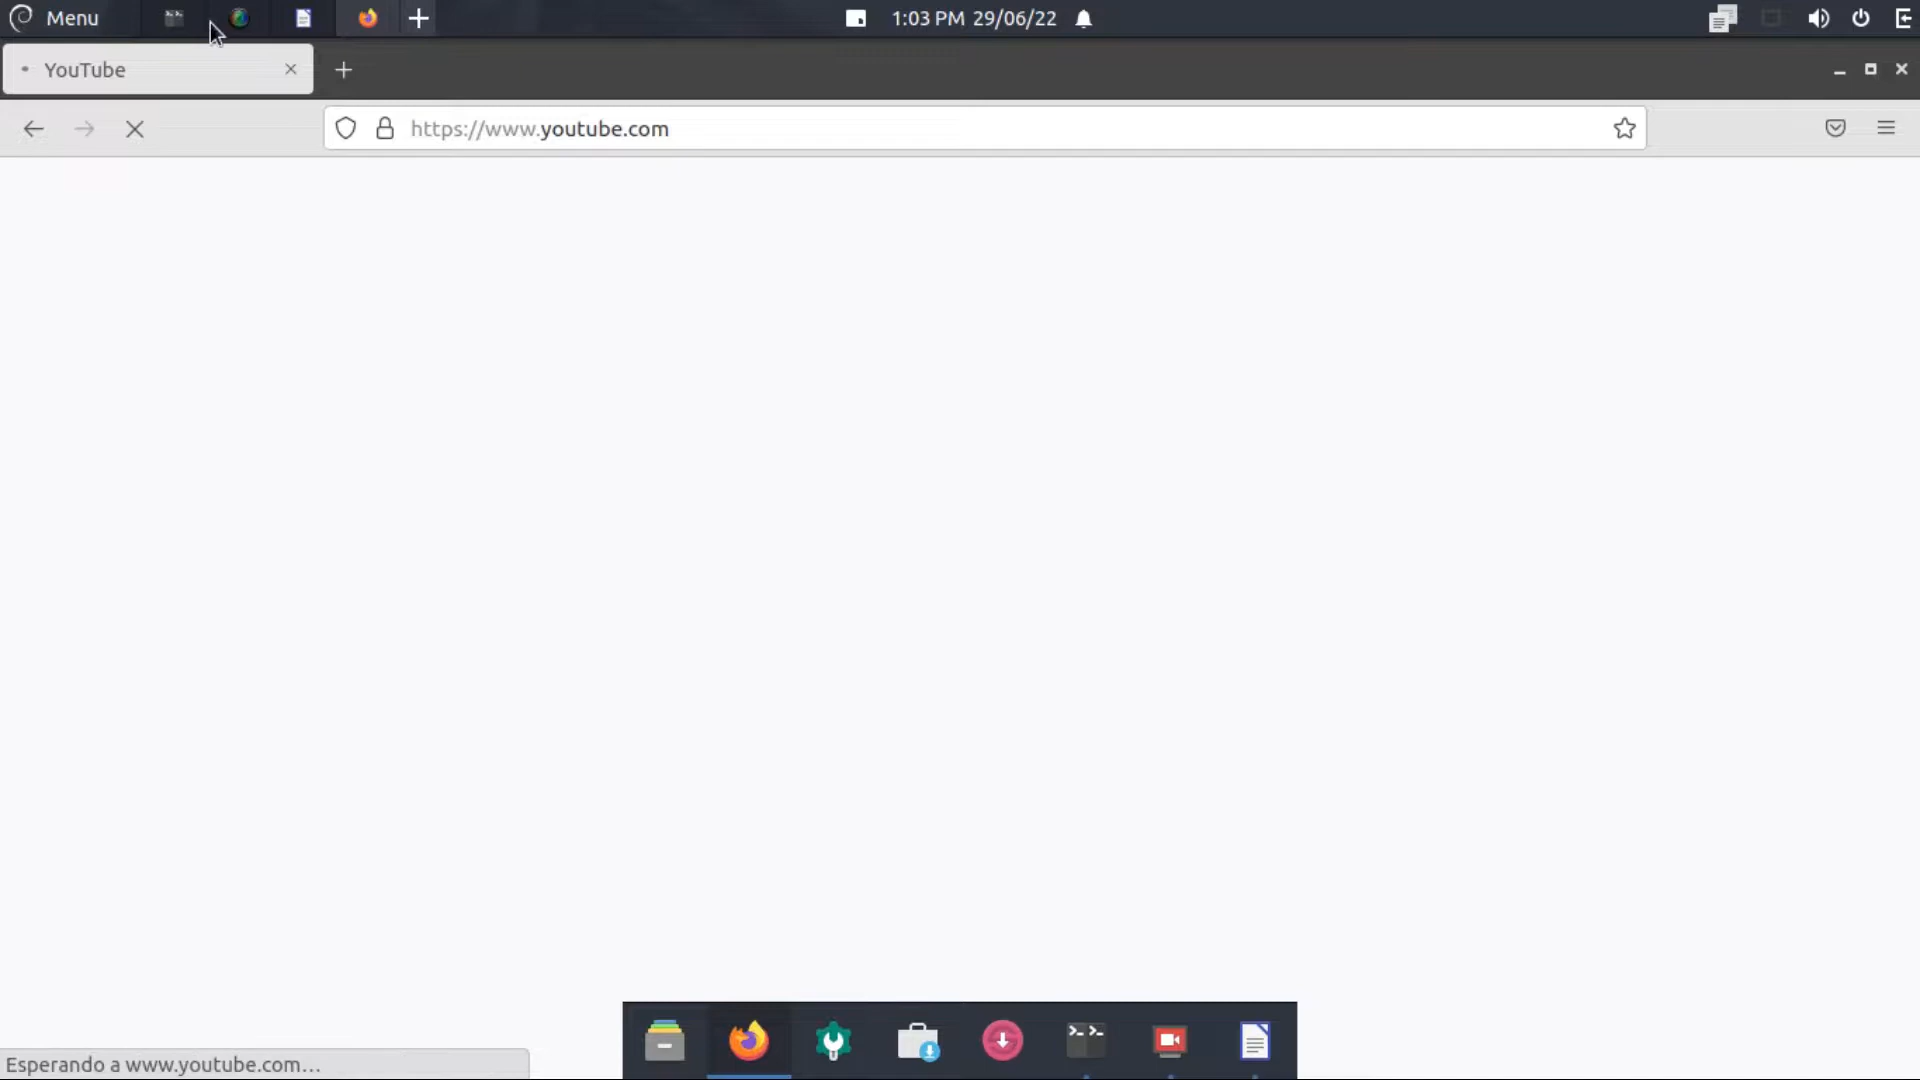 Menu
1:03 PM 29/06/22
YouTube
https://www.youtube.com
Esperando a www.youtube.com…